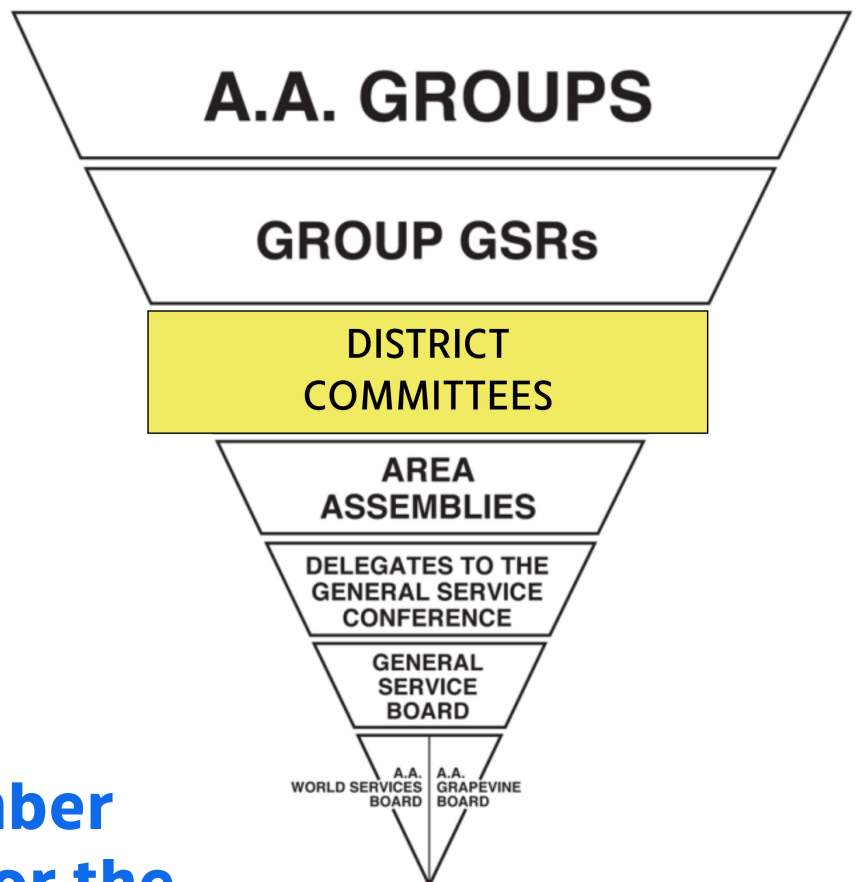 A.A. GROUPS
GROUP GSRs
DISTRICT
COMMITTEES
AREA
ASSEMBLIES
DELEGATES TO THE
GENERAL SERVICE
CONFERENCE
GENERAL
SERVICE
BOARD
A.A.
WORLD SERVICES
BOARD
A.A.
GRAPEVINE
BOARD
the